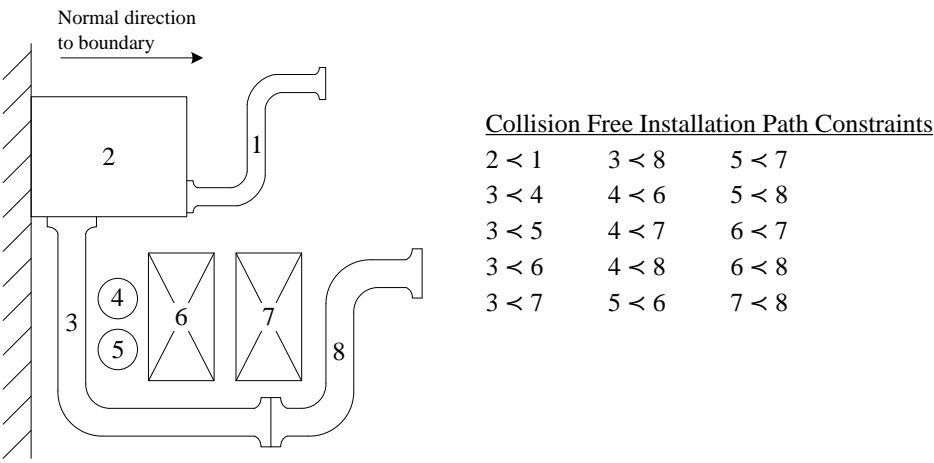 Normal direction
to boundary
1
2
3
4
5
6
7
8
Collision Free Installation Path Constraints
2 ≺ 1 3 ≺ 8 5 ≺ 7
3 ≺ 4 4 ≺ 6 5 ≺ 8
3 ≺ 5 4 ≺ 7 6 ≺ 7
3 ≺ 6 4 ≺ 8 6 ≺ 8
3 ≺ 7 5 ≺ 6 7 ≺ 8